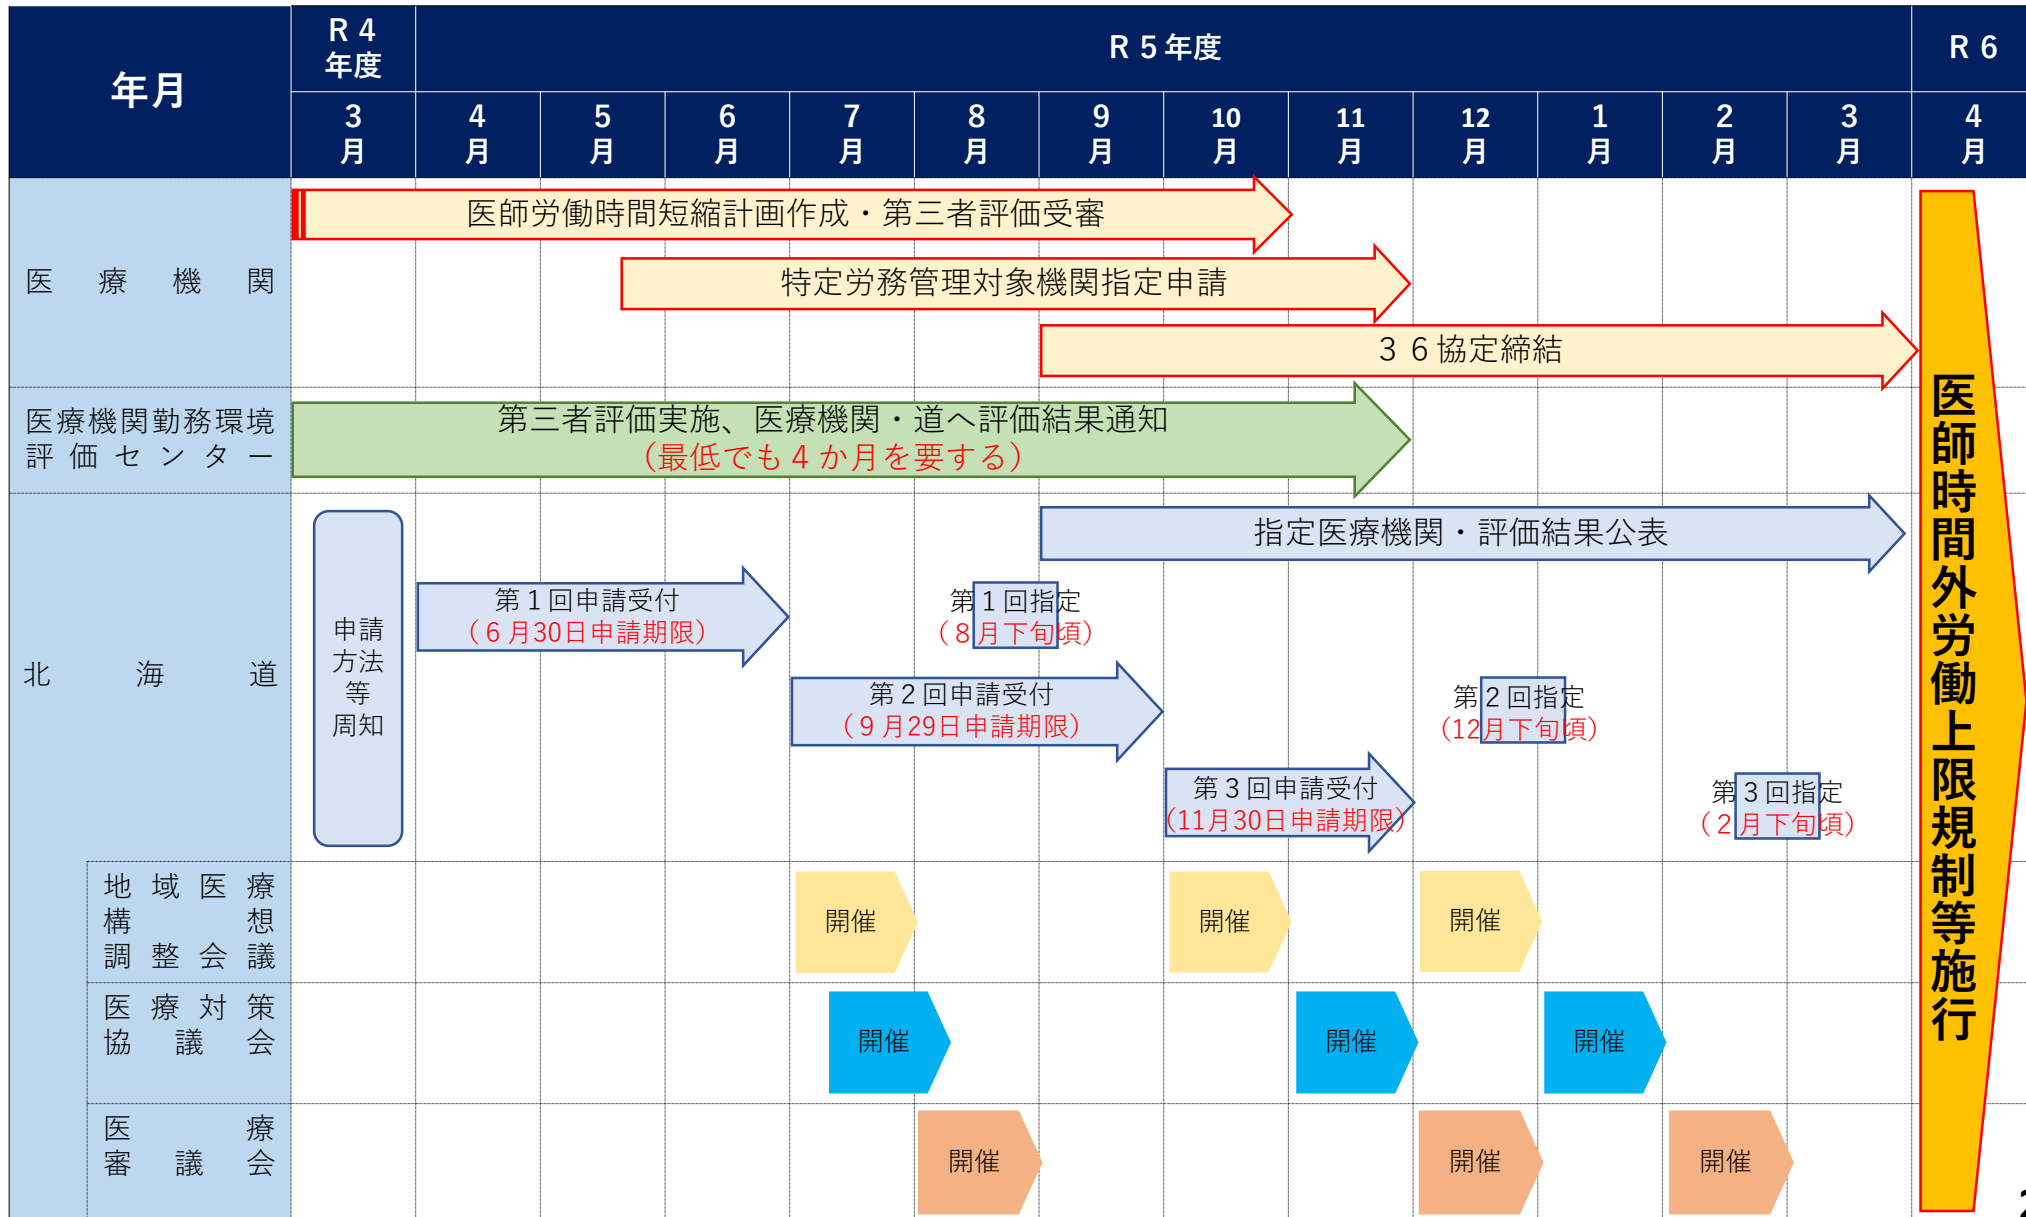 年月
Ｒ４
年度
Ｒ５年度
Ｒ６
３
月
４
月
５
月
６
月
７
月
８
月
９
月
10
月
11
月
12
月
１
月
２
月
３
月
４
月
医療機関
医師労働時間短縮計画作成・第三者評価受審
特定労務管理対象機関指定申請
３６協定締結
医療機関勤務環境
評価センター
第三者評価実施、医療機関・道へ評価結果通知
（最低でも４か月を要する）
北海道
申請
方法
等
周知
指定医療機関・評価結果公表
第１回申請受付
（６月30日申請期限）
第１回指定
（８月下旬頃）
第２回申請受付
（９月29日申請期限）
第２回指定
（12月下旬頃）
第３回申請受付
（11月30日申請期限）
第３回指定
（２月下旬頃）
医師時間外労働上限規制等施行
地域医療
構想
調整会議
開催
開催
開催
医療対策
協議会
開催
開催
開催
医療
審議会
開催
開催
開催